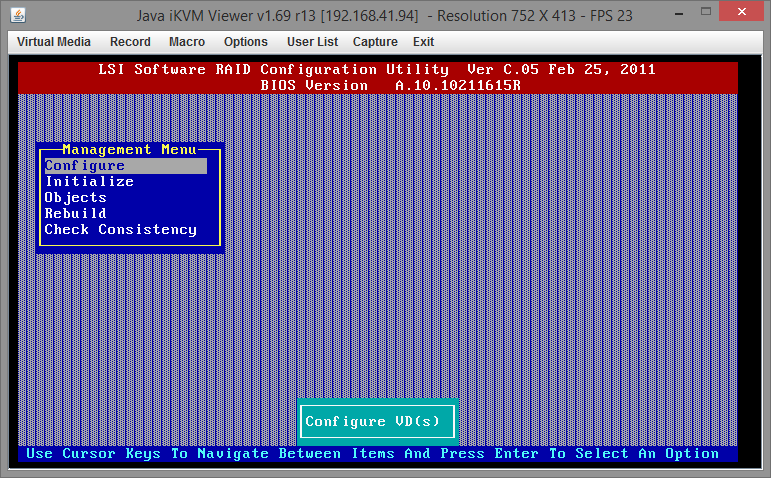 Java iKVM Viewer v1.69 r13 [192.168.41.94] - Resolution 752 X 413 - FPS 23
Virtual Media Record Macro Options User List Capture Exit
LSI Software RAID Configuration Utility Ver C.05 Feb 25, 2011
BIOS Version A.10.10211615R
Management Menu
Configure
Initialize
Objects
Rebuild
Check Consistency
Configure VD(s)
Use Cursor Keys To Navigate Between Items And Press Enter To Select An Option